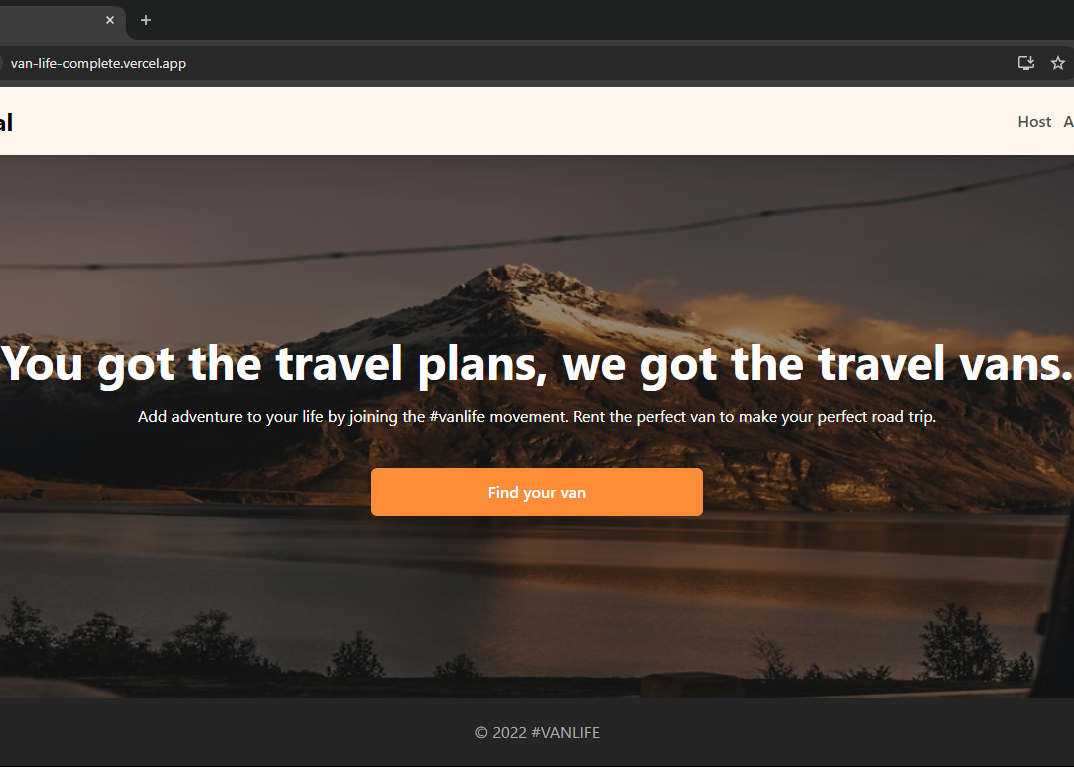 van-life-complete.vercel.app
Host
You got the travel plans, we got the travel vans.
Add adventure to your life by joining the #vanlife movement. Rent the perfect van to make your perfect road trip.
Find your van
© 2022 #VANLIFE